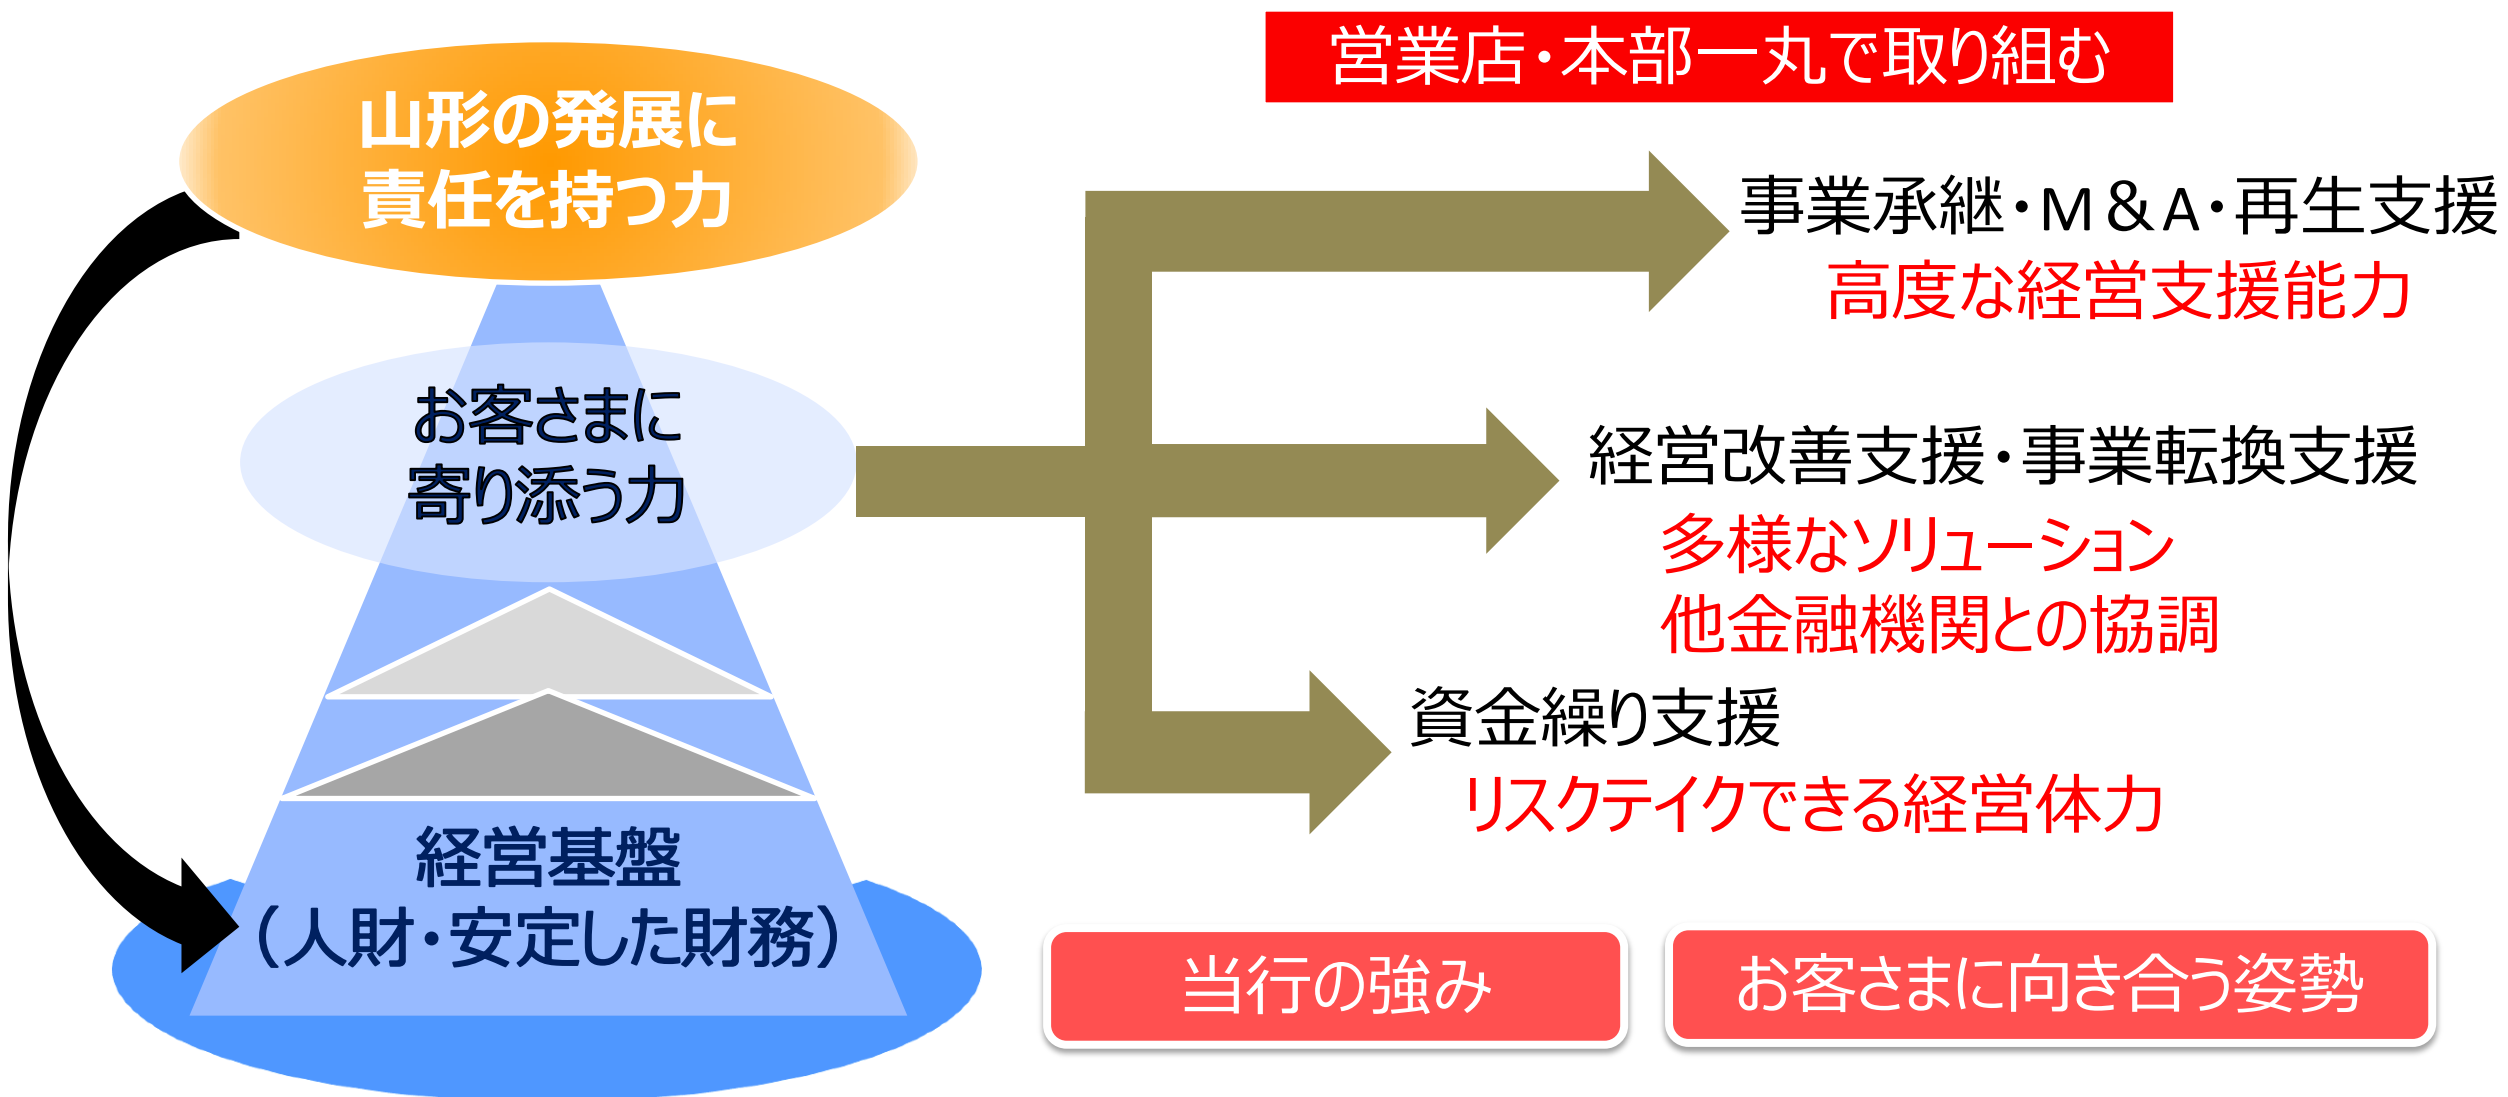 山形の発展に
責任を持つ力
お客さまに
寄り添う力
経営基盤
（人財・安定した財務）
営業店・本部一丸で取り組む
事業承継・M&A・再生支援
高度な経営支援能力
経営改善支援・事業転換支援
多様なソリューションメニュー
他金融機関との協調
資金繰り支援
リスクテイクできる経営体力
当行の強み
お客さまに向き合う姿勢